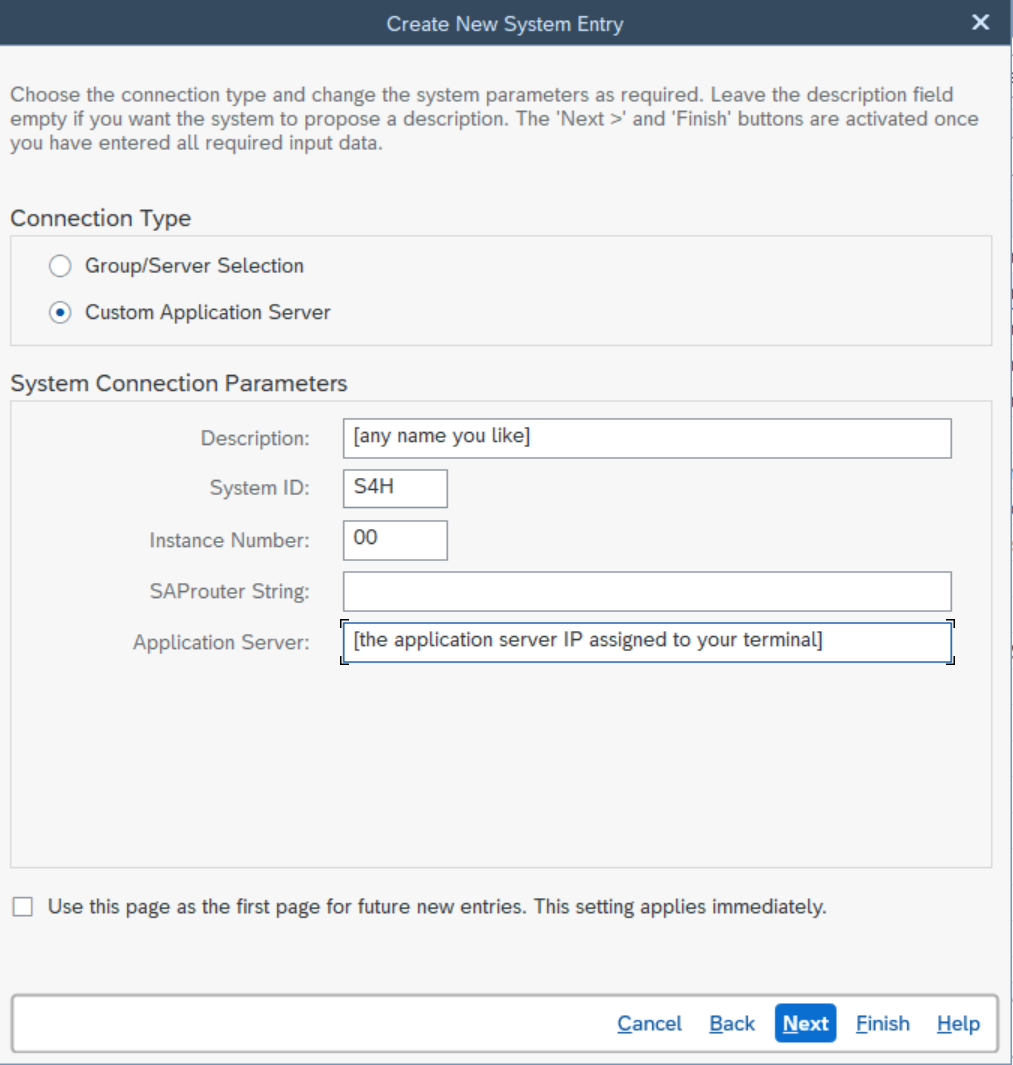 Create New System Entry
Choose the connection type and change the system parameters as required. Leave the description field
empty if you want the system to propose a description. The 'Next >' and 'Finish' buttons are activated once
you have entered all required input data.
Connection Type
Group/Server Selection
Custom Application Server
System Connection Parameters
Description: [any name you like]
System ID: S4H
Instance Number: 00
SAProuter String:
Application Server: [the application server IP assigned to your terminal]
Use this page as the first page for future new entries. This setting applies immediately.
Cancel Back Next Finish Help